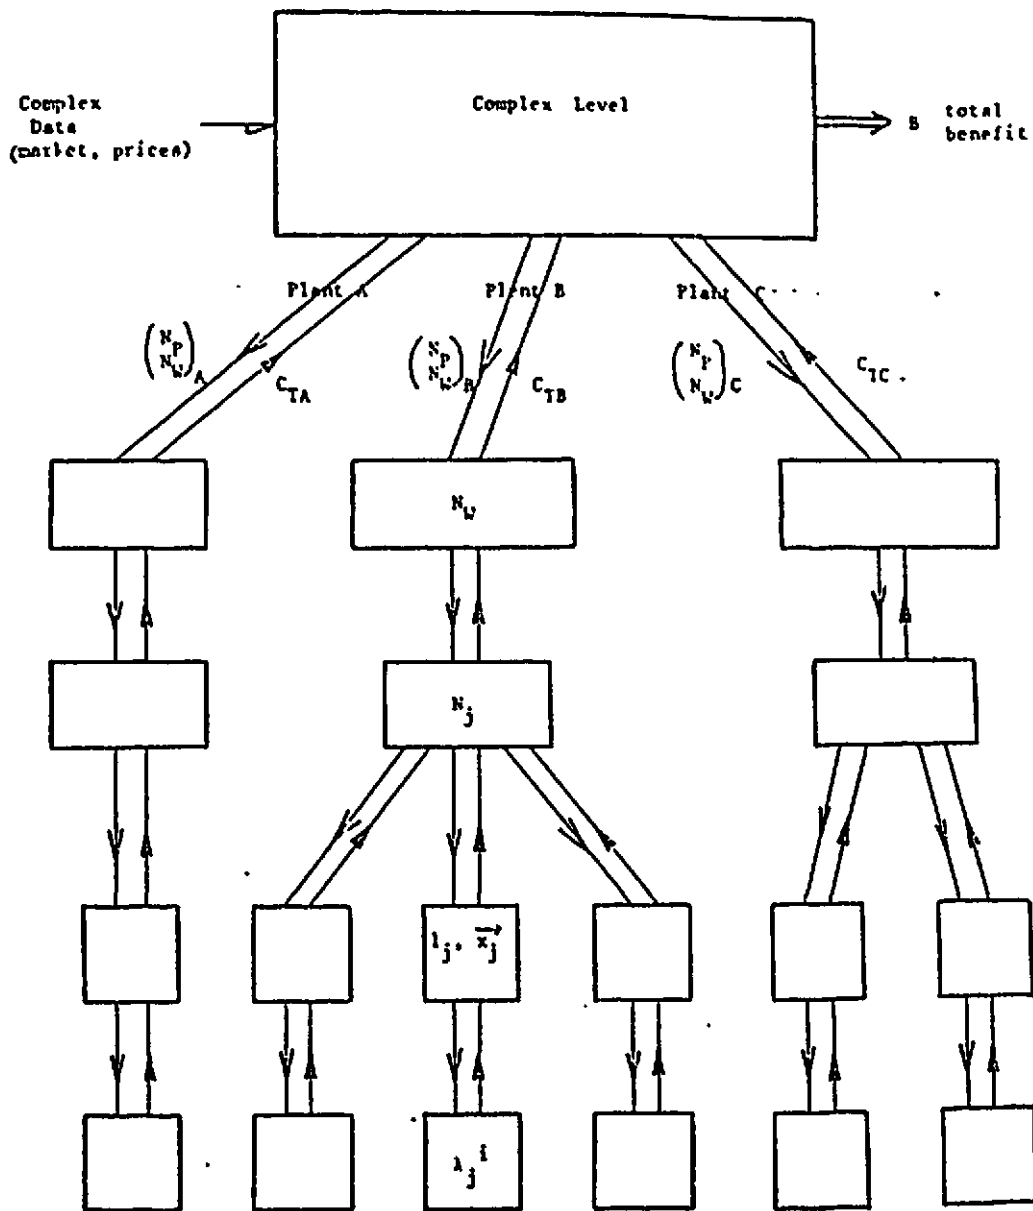 Complex
Data
(market, prices)
Complex Level
B total
benefit
Plant A
Plant B
Plant C
(N_P N_W)_A
C_TA
(N_P N_W)_B
C_TB
(N_P N_W)_C
C_TC
N_W
N_j
l_j, x_j→
λ_j^i